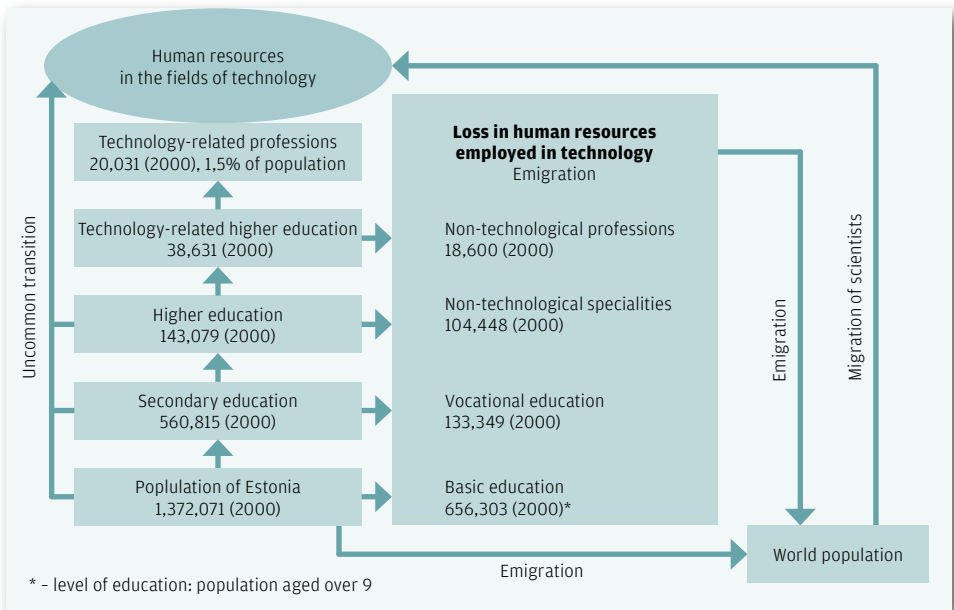 Human resources
in the fields of technology
Technology-related professions
20,031 (2000), 1,5% of population
Technology-related higher education
38,631 (2000)
Higher education
143,079 (2000)
Secondary education
560,815 (2000)
Poplulation of Estonia
1,372,071 (2000)
Uncommon transition
Loss in human resources
employed in technology
Emigration
Non-technological professions
18,600 (2000)
Non-technological specialities
104,448 (2000)
Vocational education
133,349 (2000)
Basic education
656,303 (2000)*
Emigration
Migration of scientists
World population
Emigration
* - level of education: population aged over 9